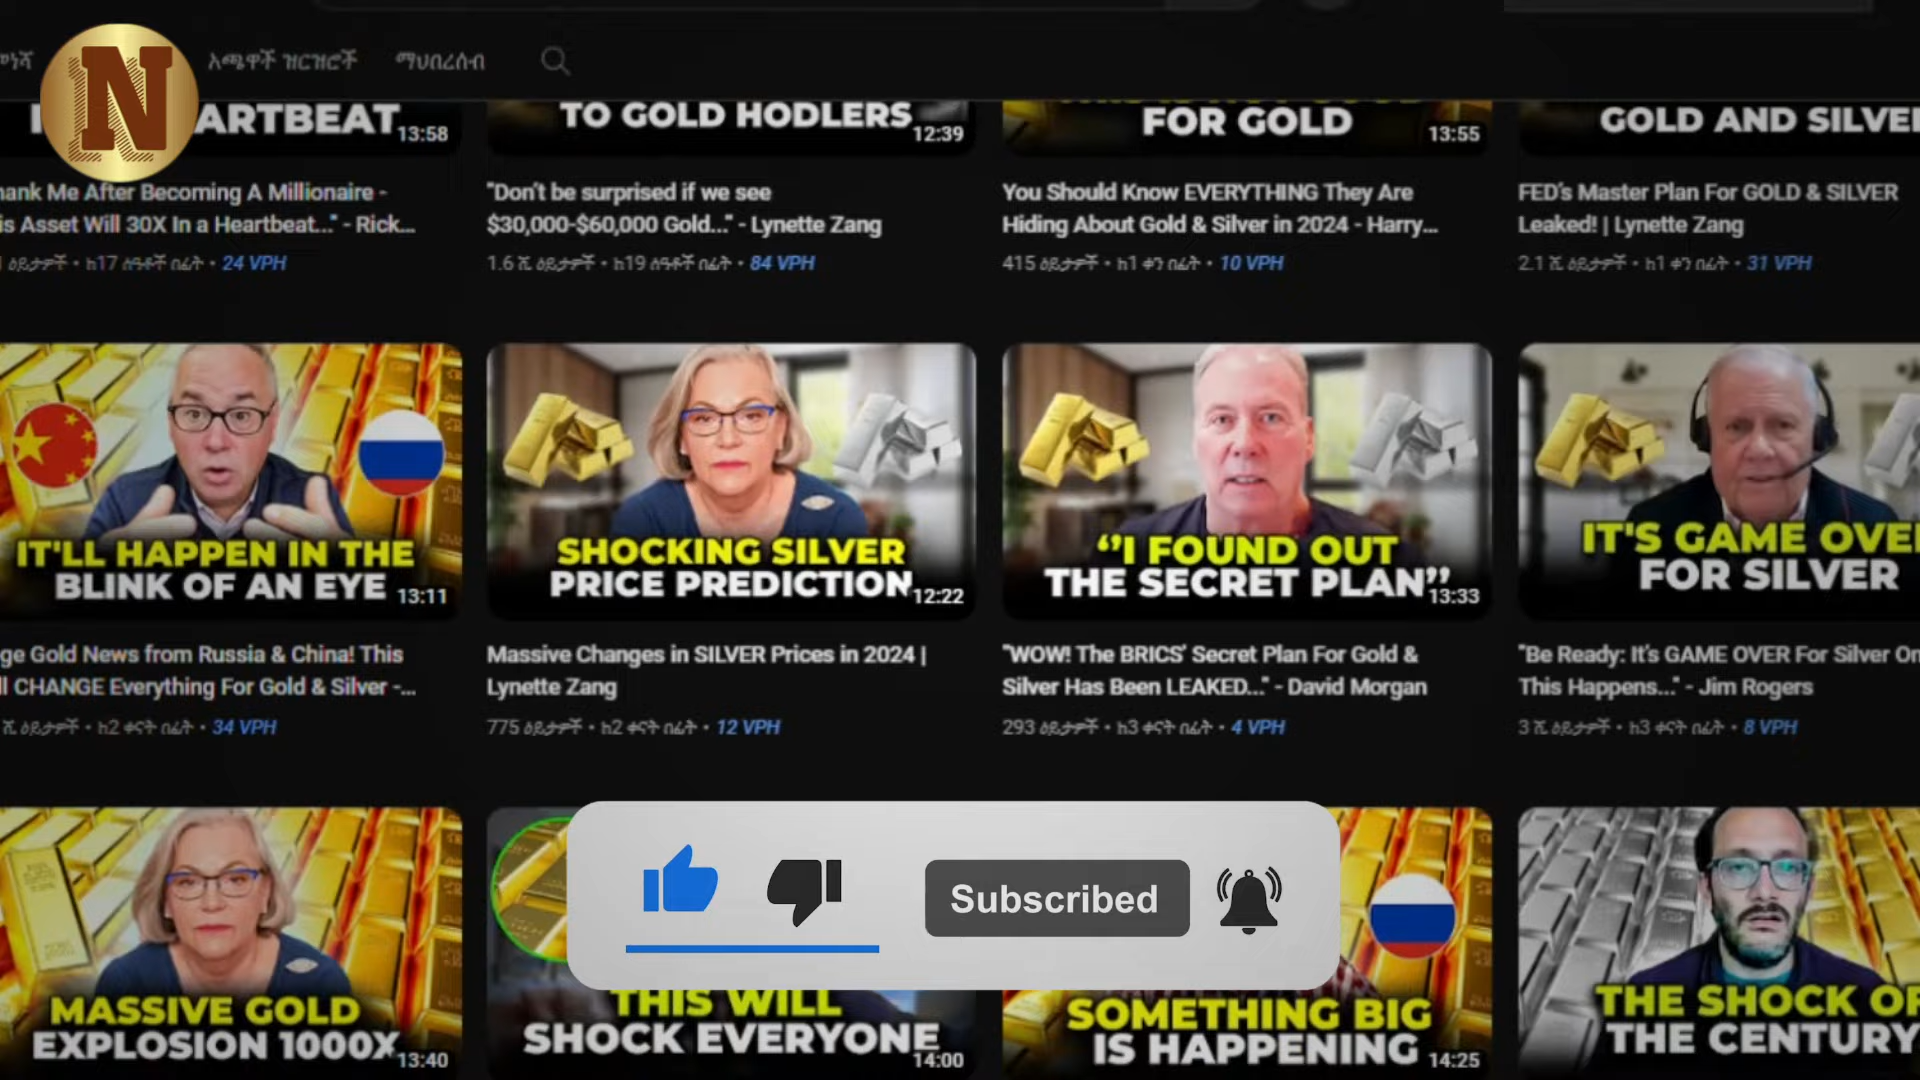 አጫዋች ዝርዝሮች
ማህበረሰብ
N
ARTBEAT
13:58
TO GOLD HODLERS
12:39
FOR GOLD
13:55
GOLD AND SILVE
ank Me After Becoming A Millionaire -
is Asset Will 30X In a Heartbeat..." - Rick...
ከ17 ሰዓቶች በፊት • 24 VPH
"Don't be surprised if we see
$30,000-$60,000 Gold..." - Lynette Zang
1.6 ሺ ዕይታዎች • ከ19 ሰዓቶች በፊት • 84 VPH
You Should Know EVERYTHING They Are
Hiding About Gold & Silver in 2024 - Harry...
415 ዕይታዎች • ከ1 ቀን በፊት • 10 VPH
FED's Master Plan For GOLD & SILVER
Leaked! | Lynette Zang
2.1 ሺ ዕይታዎች • ከ1 ቀን በፊት • 31 VPH
IT'LL HAPPEN IN THE
BLINK OF AN EYE
13:11
SHOCKING SILVER
PRICE PREDICTION
12:22
‘'I FOUND OUT
THE SECRET PLAN’’
13:33
IT'S GAME OVE
FOR SILVER
ge Gold News from Russia & China! This
ll CHANGE Everything For Gold & Silver -...
ሺ ዕይታዎች • ከ2 ቀናት በፊት • 34 VPH
Massive Changes in SILVER Prices in 2024 |
Lynette Zang
775 ዕይታዎች • ከ2 ቀናት በፊት • 12 VPH
"WOW! The BRICS' Secret Plan For Gold &
Silver Has Been LEAKED..." - David Morgan
293 ዕይታዎች • ከ3 ቀናት በፊት • 4 VPH
"Be Ready: It's GAME OVER For Silver On
This Happens..." - Jim Rogers
3 ሺ ዕይታዎች • ከ3 ቀናት በፊት • 8 VPH
Subscribed
MASSIVE GOLD
EXPLOSION 1000X
13:40
THIS WILL
SHOCK EVERYONE
14:00
SOMETHING BIG
IS HAPPENING
14:25
THE SHOCK OF
THE CENTURY